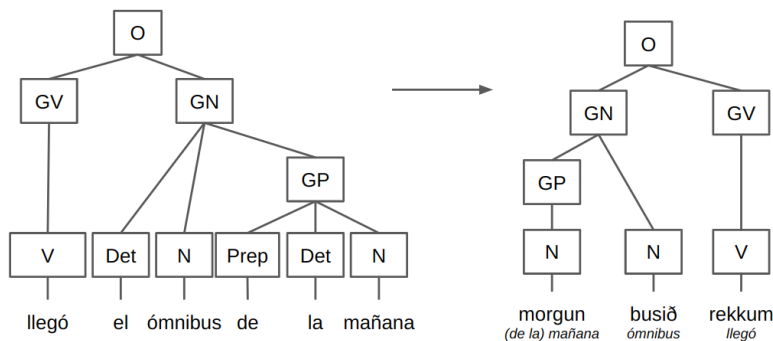 O
GV GN
GP
V Det N Prep Det N
llegó el ómnibus de la mañana
O
GN GV
GP
N N V
morgun busið rekkum
(de la) mañana ómnibus llegó